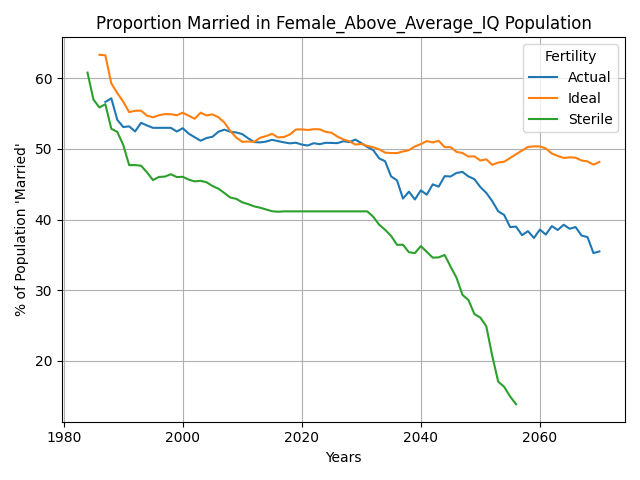 Proportion Married in Female_Above_Average_IQ Population
% of Population 'Married'
60
50
40
30
20
Fertility
Actual
Ideal
Sterile
1980
2000
2020
2040
2060
Years